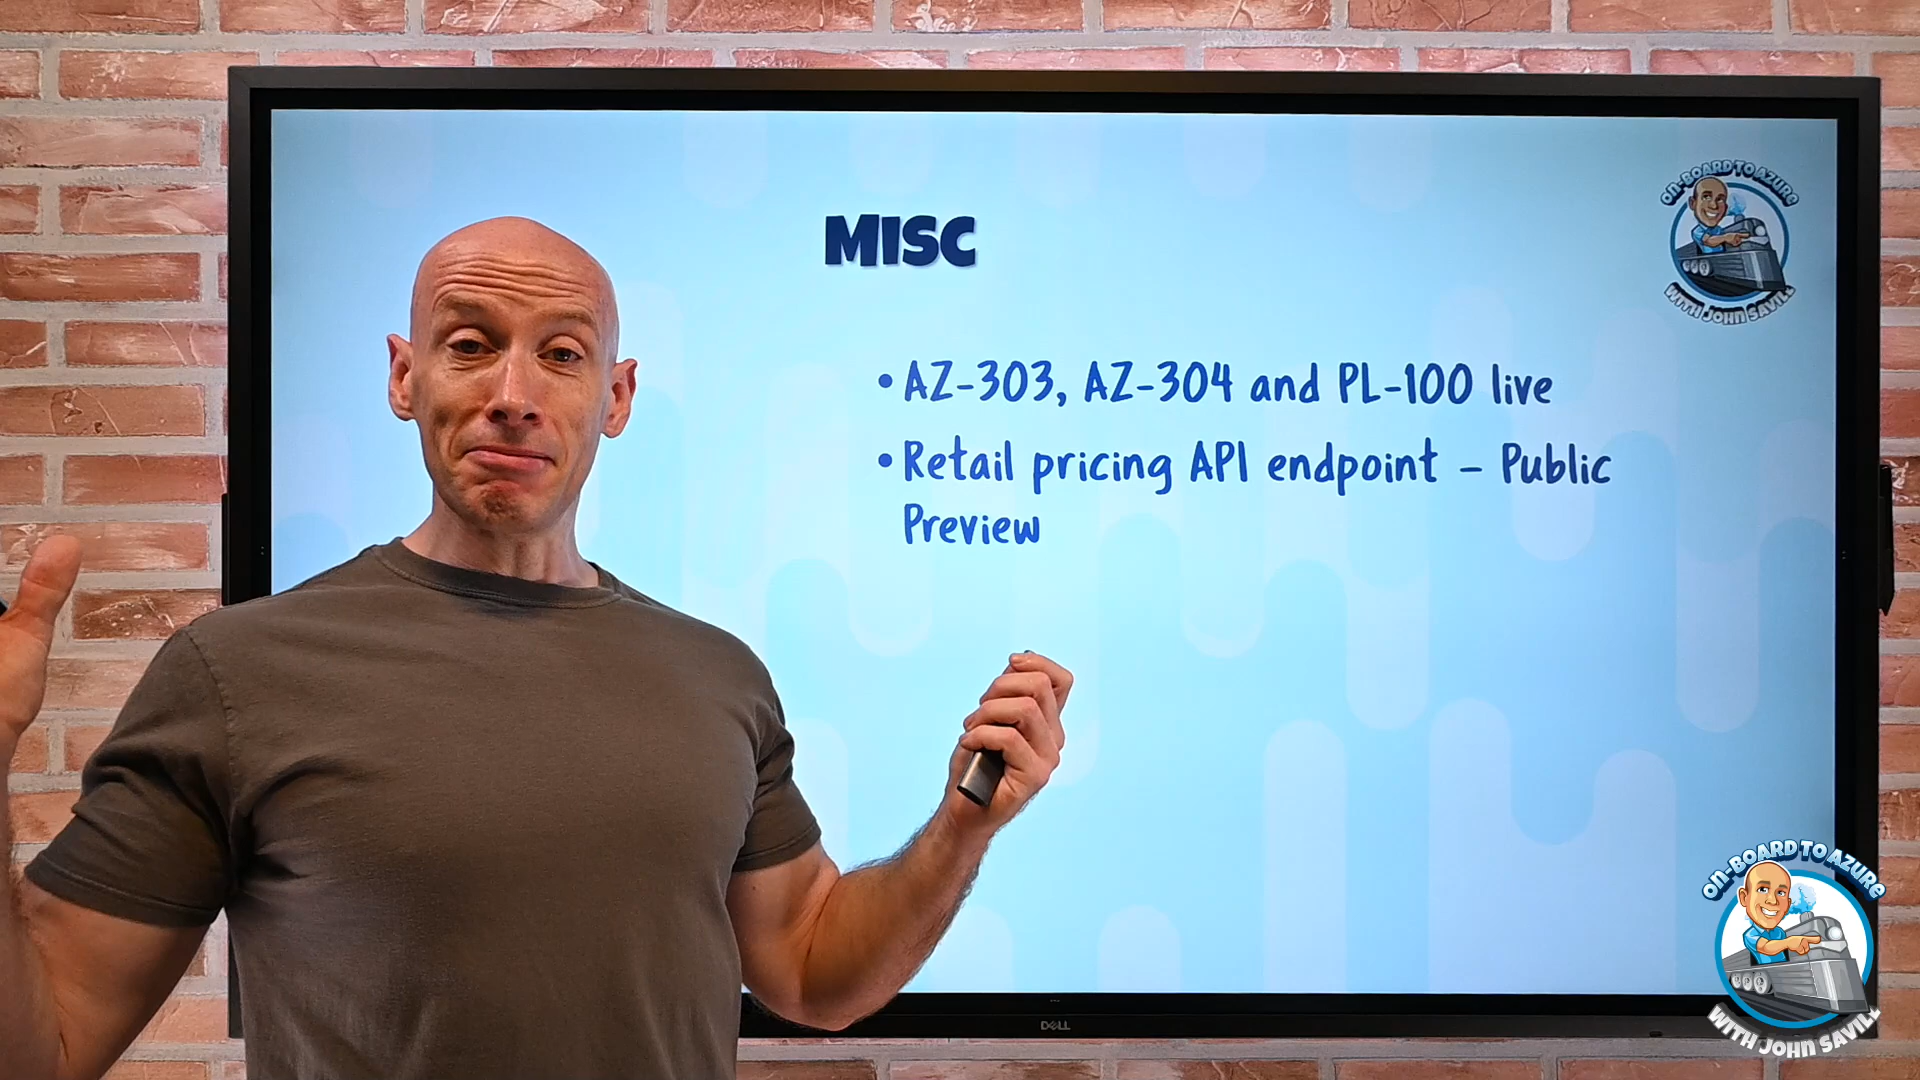 ON-BOARD TO AZURE
WITH JOHN SAVILL
MISC
• AZ-303, AZ-304 and PL-100 live
• Retail pricing API endpoint – Public
Preview
ON-BOARD TO AZURE
WITH JOHN SAVILL
DELL